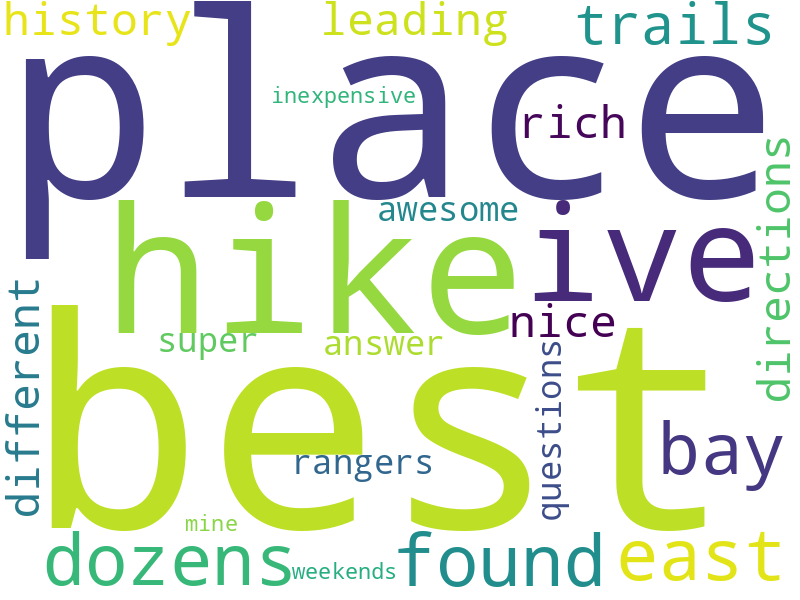 history
leading
trails
place
inexpensive
rich
directions
awesome
hike
ive
nice
different
super
answer
questions
best
rangers
bay
mine
dozens
weekends
found
east